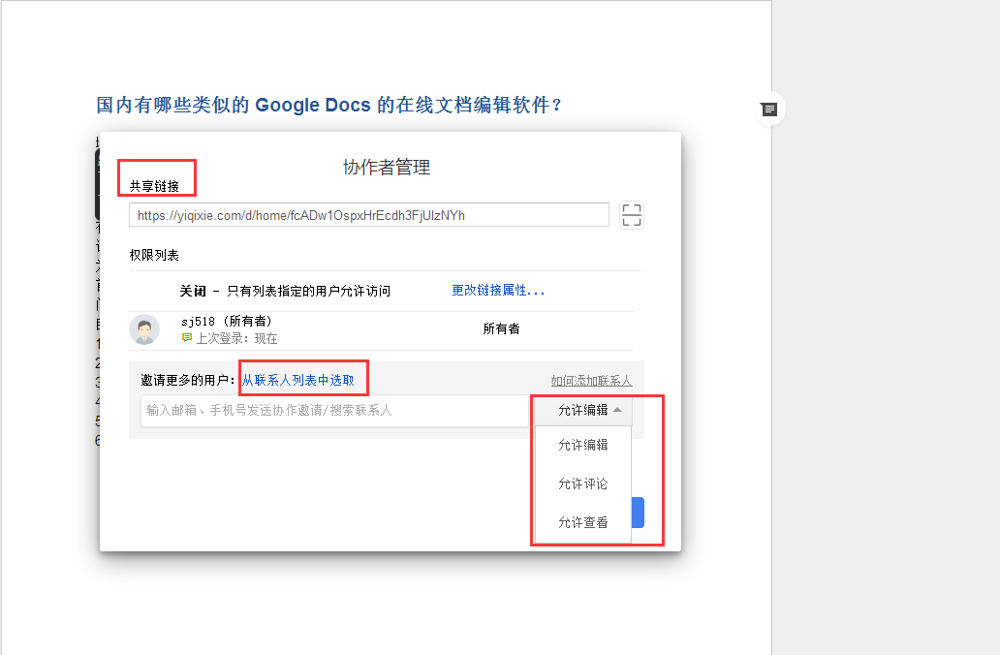 国内有哪些类似的 Google Docs 的在线文档编辑软件？
协作者管理
共享链接
https://yiqixie.com/d/home/fcADw1OspxHrEcdh3FjUlzNYh
权限列表
关闭 - 只有列表指定的用户允许访问 更改链接属性...
sj518 (所有者) 所有者
上次登录: 现在
邀请更多的用户: 从联系人列表中选取 如何添加联系人
输入邮箱、手机号发送协作邀请/搜索联系人 允许编辑
允许编辑
允许评论
允许查看